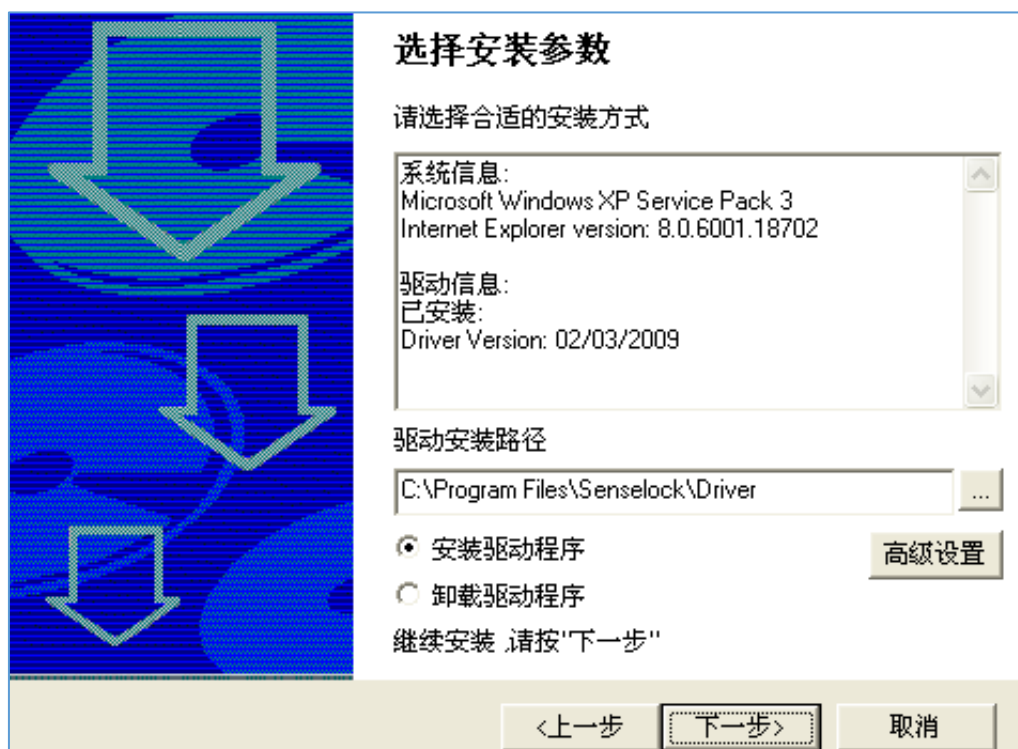 选择安装参数
请选择合适的安装方式
系统信息:
Microsoft Windows XP Service Pack 3
Internet Explorer version: 8.0.6001.18702
驱动信息:
已安装:
Driver Version: 02/03/2009
驱动安装路径
C:\Program Files\Senselock\Driver
...
安装驱动程序
高级设置
卸载驱动程序
继续安装,请按"下一步"
<上一步
下一步>
取消